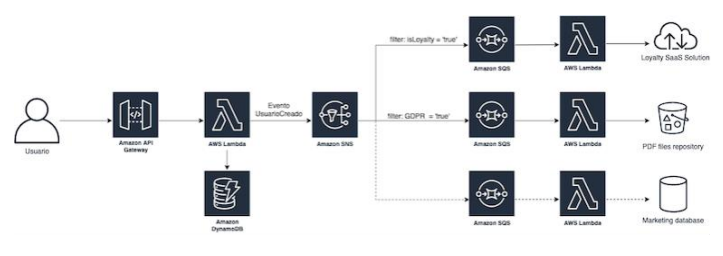 filter: isLoyalty = 'true'
Amazon SQS
AWS Lambda
Loyalty SaaS Solution
Usuario
Amazon API
Gateway
AWS Lambda
Evento
UsuarioCreado
Amazon SNS
filter: GDPR = 'true'
Amazon SQS
AWS Lambda
PDF files repository
Amazon
DynamoDB
Amazon SQS
AWS Lambda
Marketing database